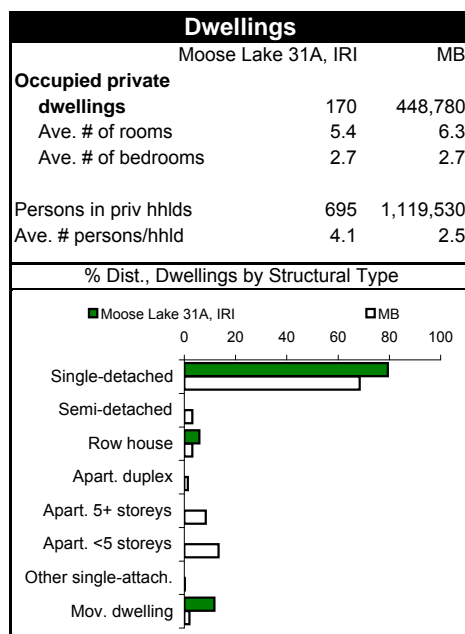 Dwellings
Moose Lake 31A, IRI MB
Occupied private
dwellings 170 448,780
Ave. # of rooms 5.4 6.3
Ave. # of bedrooms 2.7 2.7
Persons in priv hhlds 695 1,119,530
Ave. # persons/hhld 4.1 2.5
% Dist., Dwellings by Structural Type
Moose Lake 31A, IRI MB
0 20 40 60 80 100
Single-detached
Semi-detached
Row house
Apart. duplex
Apart. 5+ storeys
Apart. <5 storeys
Other single-attach.
Mov. dwelling